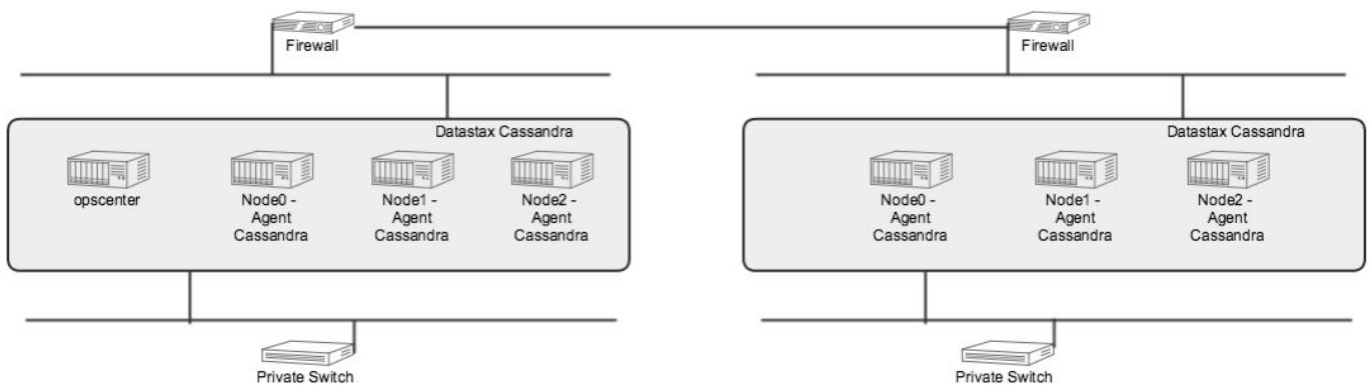 Firewall
Firewall
Datastax Cassandra
opscenter
Node0 -
Agent
Cassandra
Node1 -
Agent
Cassandra
Node2 -
Agent
Cassandra
Datastax Cassandra
Node0 -
Agent
Cassandra
Node1 -
Agent
Cassandra
Node2 -
Agent
Cassandra
Private Switch
Private Switch